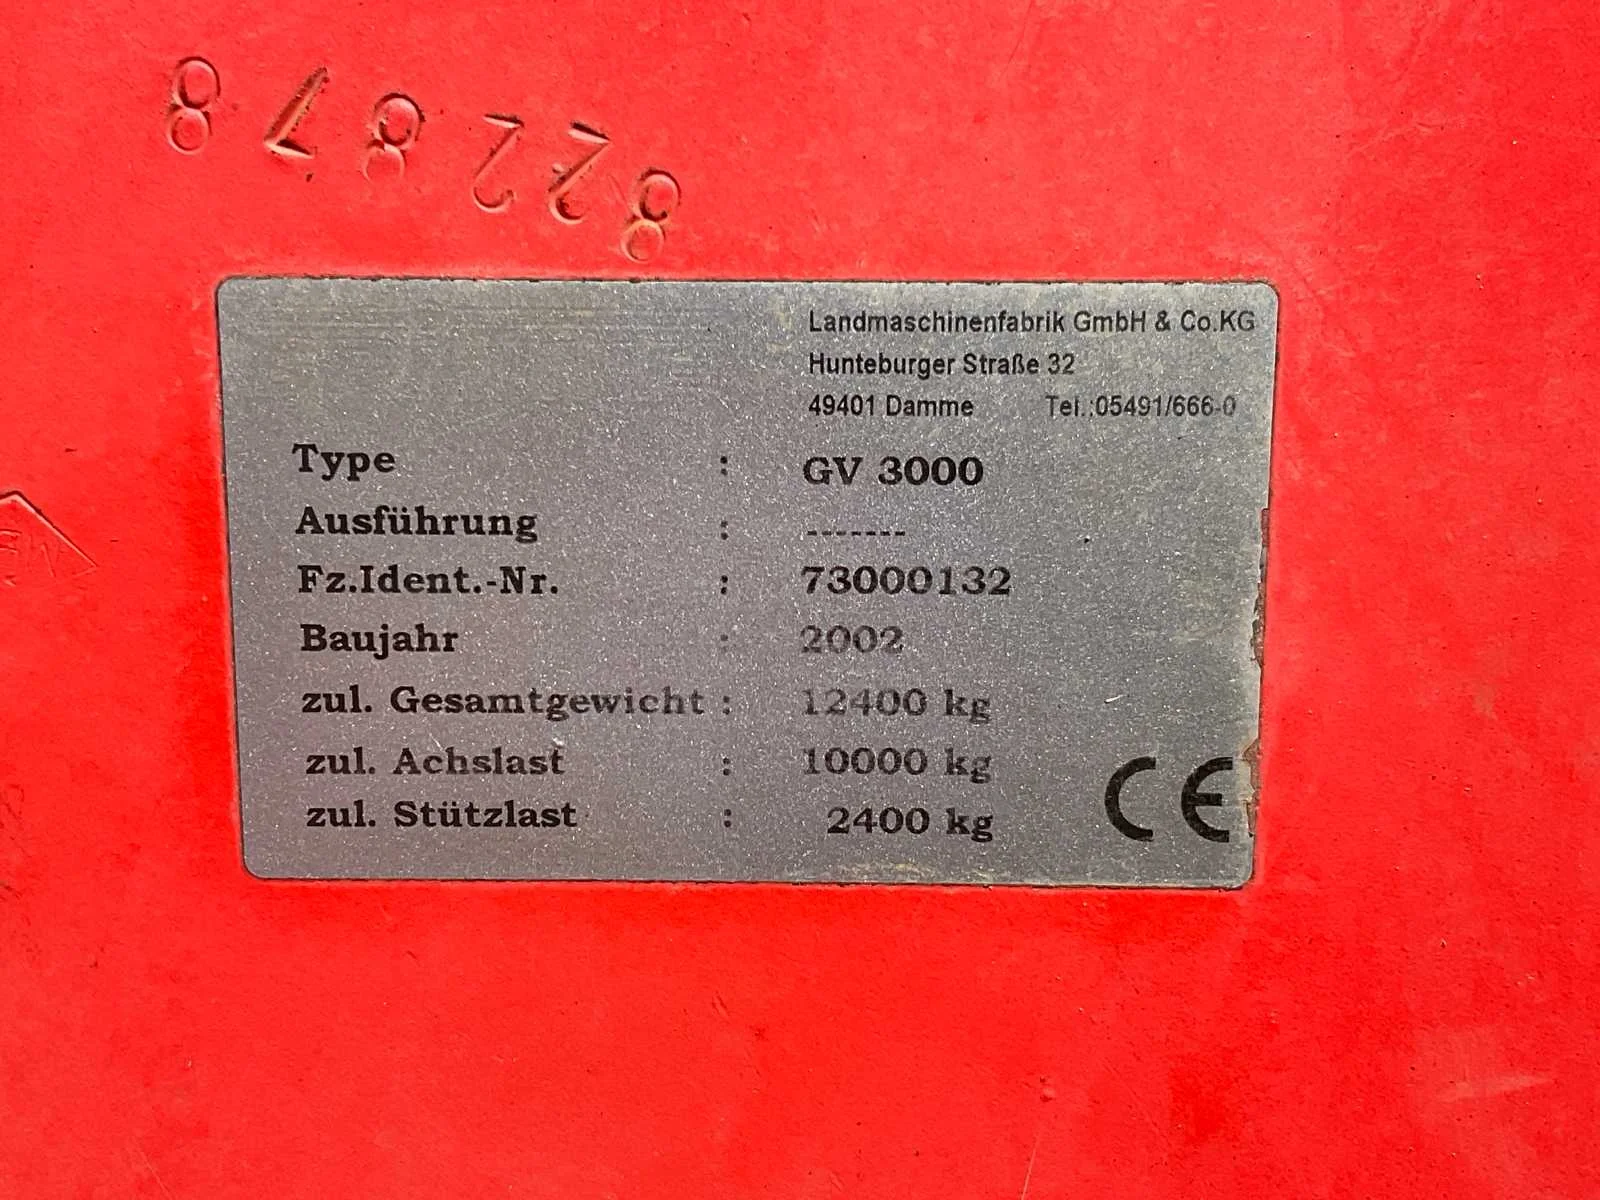 822878
Landmaschinenfabrik GmbH & Co.KG
Hunteburger Straße 32
49401 Damme Tel.:05491/666-0
Type : GV 3000
Ausführung : -------
Fz.Ident.-Nr. : 73000132
Baujahr : 2002
zul. Gesamtgewicht : 12400 kg
zul. Achslast : 10000 kg
zul. Stützlast : 2400 kg
CE